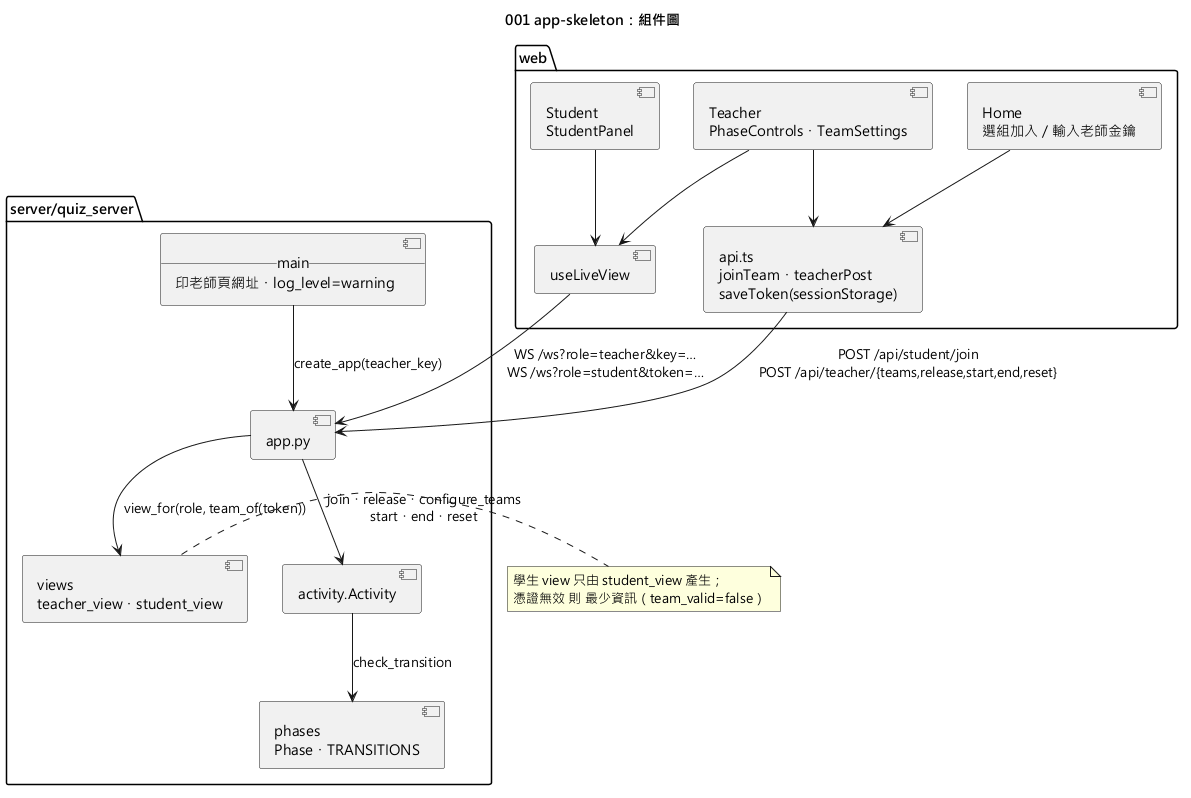 001 app-skeleton：組件圖
web
Student
StudentPanel
Teacher
PhaseControls · TeamSettings
Home
選組加入 / 輸入老師金鑰
server/quiz_server
main
印老師頁網址 · log_level=warning
useLiveView
api.ts
joinTeam · teacherPost
saveToken(sessionStorage)
create_app(teacher_key)
WS /ws?role=teacher&key=...
WS /ws?role=student&token=...
POST /api/student/join
POST /api/teacher/{teams,release,start,end,reset}
app.py
view_for(role, team_of(token))
join · release · configure_teams
start · end · reset
views
teacher_view · student_view
activity.Activity
學生 view 只由 student_view 產生；
憑證無效 則 最少資訊（team_valid=false）
check_transition
phases
Phase · TRANSITIONS